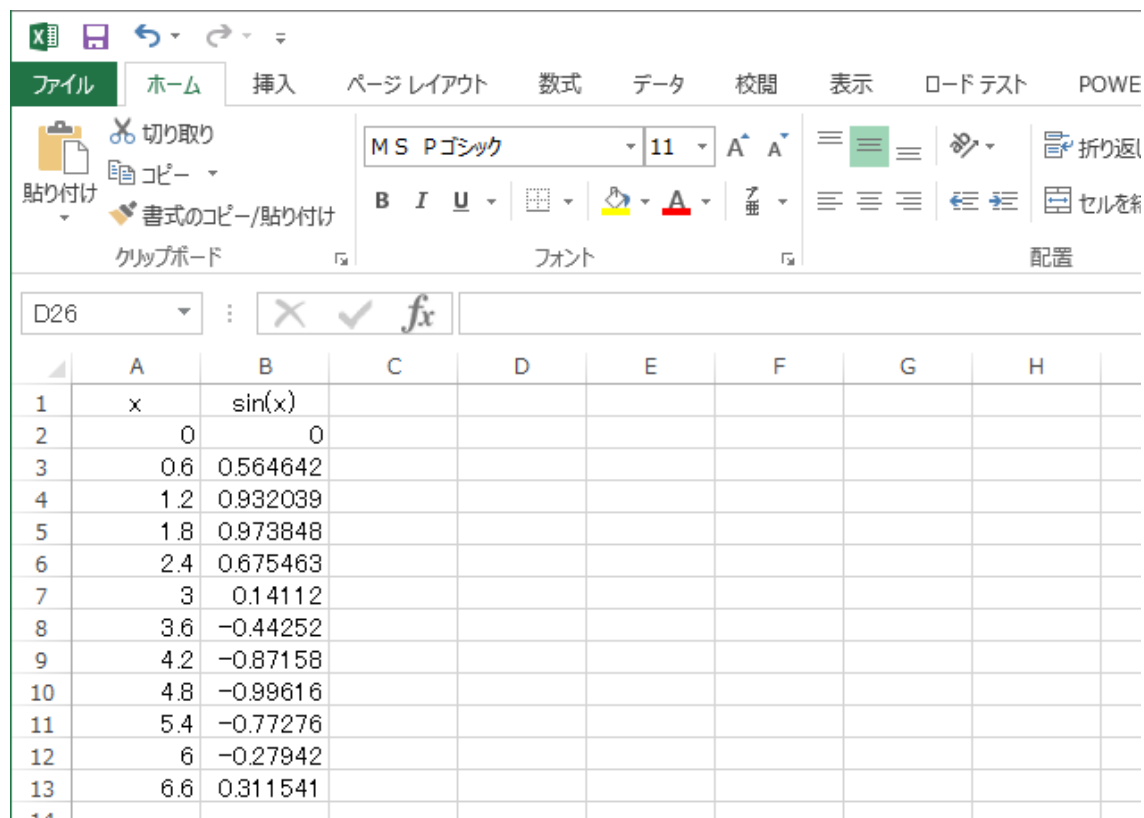 ファイル ホーム 挿入 ページ レイアウト 数式 データ 校閲 表示 ロード テスト POWE
切り取り
コピー
書式のコピー/貼り付け
貼り付け
クリップボード
ＭＳ Ｐゴシック 11
B I U A ア亜
フォント
折り返し
セルを結
配置
D26 fx
A B C D E F G H
1 x sin(x)
2 0 0
3 0.6 0.564642
4 1.2 0.932039
5 1.8 0.973848
6 2.4 0.675463
7 3 0.14112
8 3.6 -0.44252
9 4.2 -0.87158
10 4.8 -0.99616
11 5.4 -0.77276
12 6 -0.27942
13 6.6 0.311541